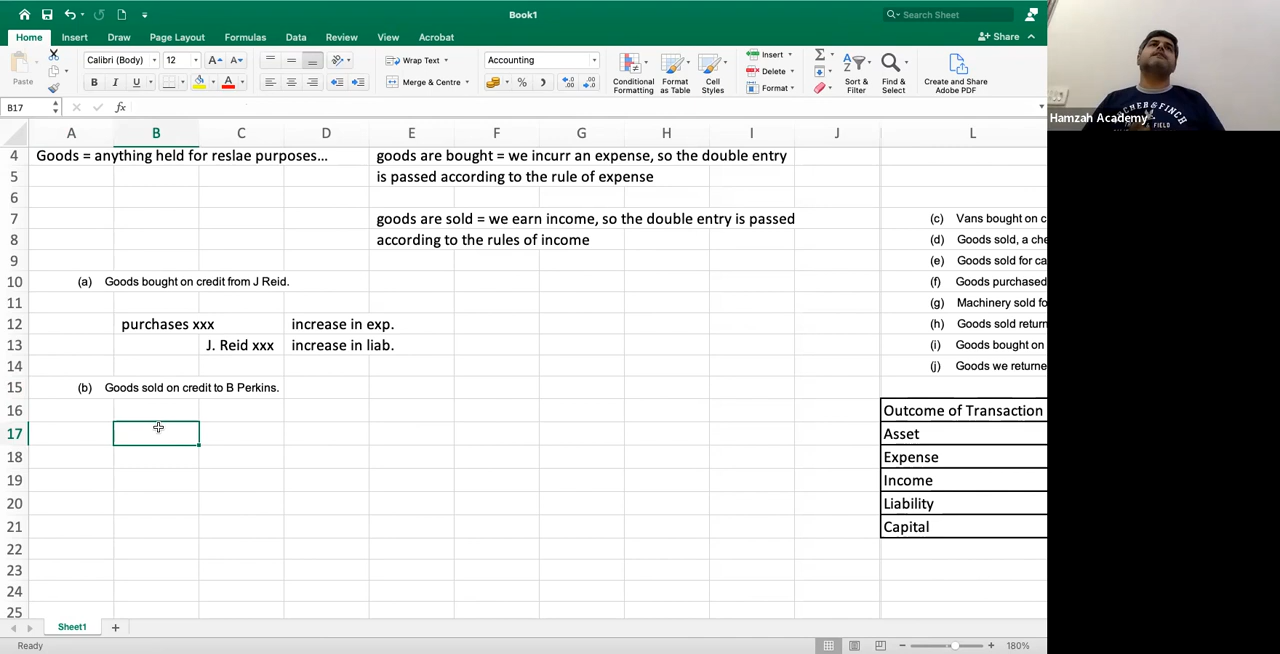 Book1
Search Sheet
Home Insert Draw Page Layout Formulas Data Review View Acrobat
Share
Paste
Calibri (Body) 12
Wrap Text
Merge & Centre
Accounting
Conditional Formatting
Format as Table
Cell Styles
Insert
Delete
Format
Sort & Filter
Find & Select
Create and Share Adobe PDF
B17 fx
A B C D E F G H I J L
4 Goods = anything held for reslae purposes... goods are bought = we incurr an expense, so the double entry
5 is passed according to the rule of expense
6
7 goods are sold = we earn income, so the double entry is passed (c) Vans bought on c
8 according to the rules of income (d) Goods sold, a che
9 (e) Goods sold for ca
10 (a) Goods bought on credit from J Reid. (f) Goods purchased
11 (g) Machinery sold fo
12 purchases xxx increase in exp. (h) Goods sold return
13 J. Reid xxx increase in liab. (i) Goods bought on
14 (j) Goods we returne
15 (b) Goods sold on credit to B Perkins.
16 Outcome of Transaction
17 Asset
18 Expense
19 Income
20 Liability
21 Capital
22
23
24
25
Sheet1
Ready
180%
CHER & FINCH
FIELD
Hamzah Academy